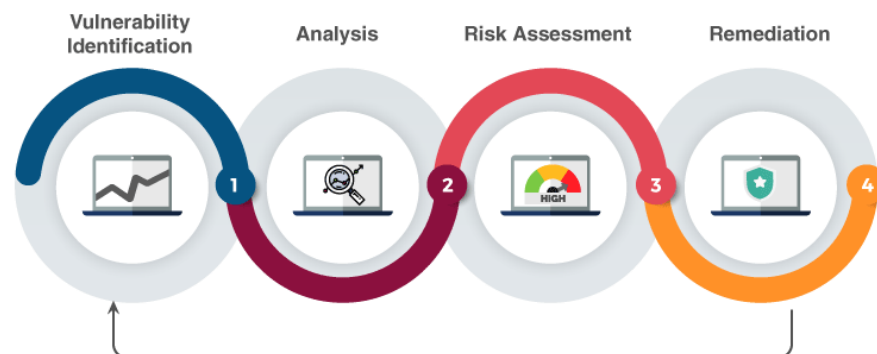 Vulnerability
Identification
Analysis
Risk Assessment
Remediation
1
2
3
4
HIGH